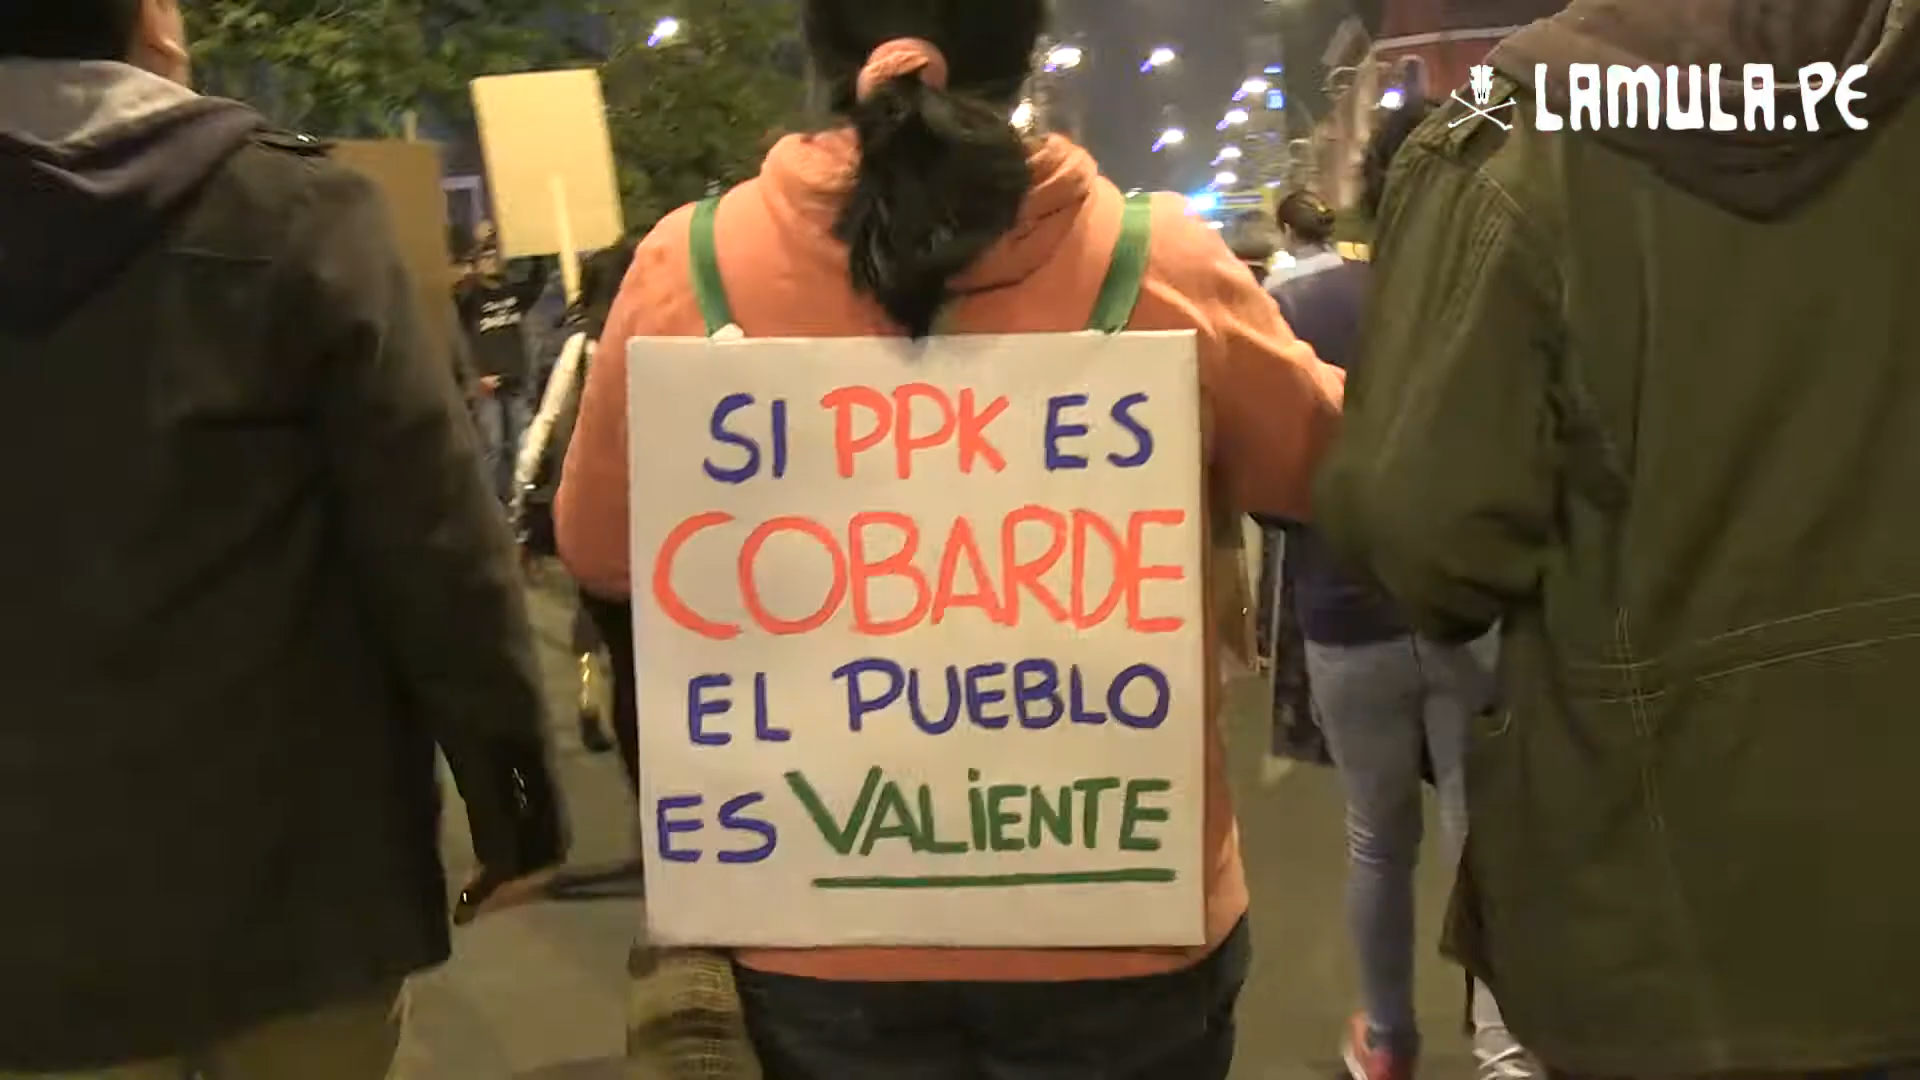 LAMULA.PE
SI PPK ES
COBARDE
EL PUEBLO
ES VALIENTE